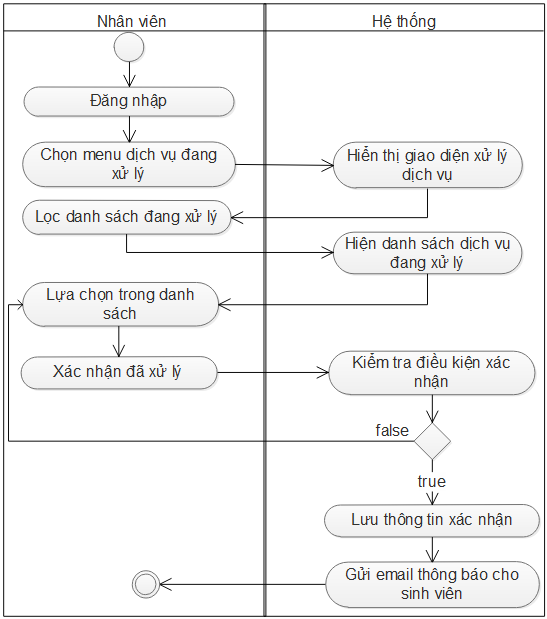 Nhân viên
Hệ thống
Đăng nhập
Chọn menu dịch vụ đang
xử lý
Hiển thị giao diện xử lý
dịch vụ
Lọc danh sách đang xử lý
Hiện danh sách dịch vụ
đang xử lý
Lựa chọn trong danh
sách
Xác nhận đã xử lý
Kiểm tra điều kiện xác
nhận
false
true
Lưu thông tin xác nhận
Gửi email thông báo cho
sinh viên